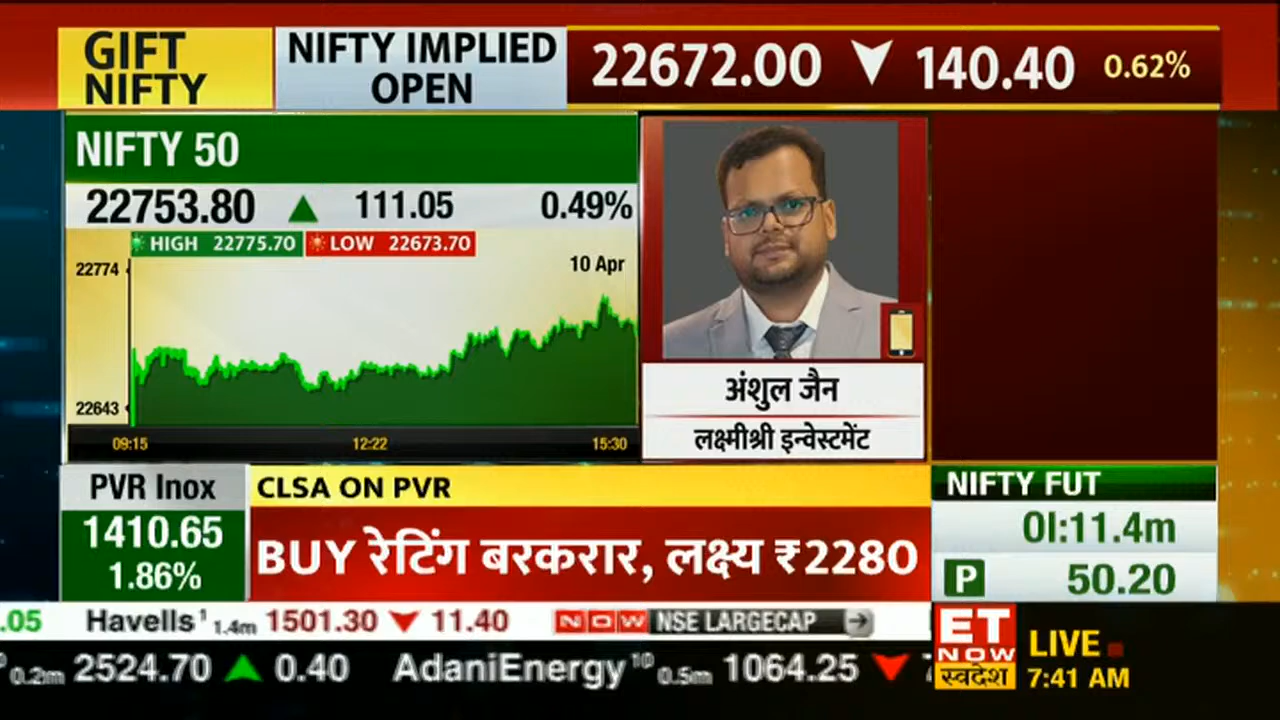 GIFT
NIFTY
NIFTY IMPLIED
OPEN
22672.00 ▼ 140.40 0.62%
NIFTY 50
22753.80 ▲ 111.05 0.49%
HIGH 22775.70 LOW 22673.70
10 Apr
22774
22643
09:15 12:22 15:30
अंशुल जैन
लक्ष्मीश्री इन्वेस्टमेंट
PVR Inox
1410.65
1.86%
CLSA ON PVR
BUY रेटिंग बरकरार, लक्ष्य ₹2280
NIFTY FUT
OI:11.4m
P 50.20
.05 Havells 1 1.4m 1501.30 ▼ 11.40 NOW NSE LARGECAP
0.2m 2524.70 ▲ 0.40 AdaniEnergy 10 0.5m 1064.25 ▼
ET
NOW
स्वदेश
LIVE
7:41 AM